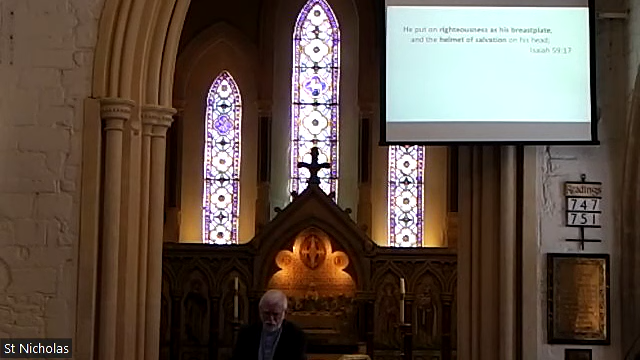 He put on righteousness as his breastplate,
and the helmet of salvation on his head;
Isaiah 59:17
Readings
747
751
St Nicholas